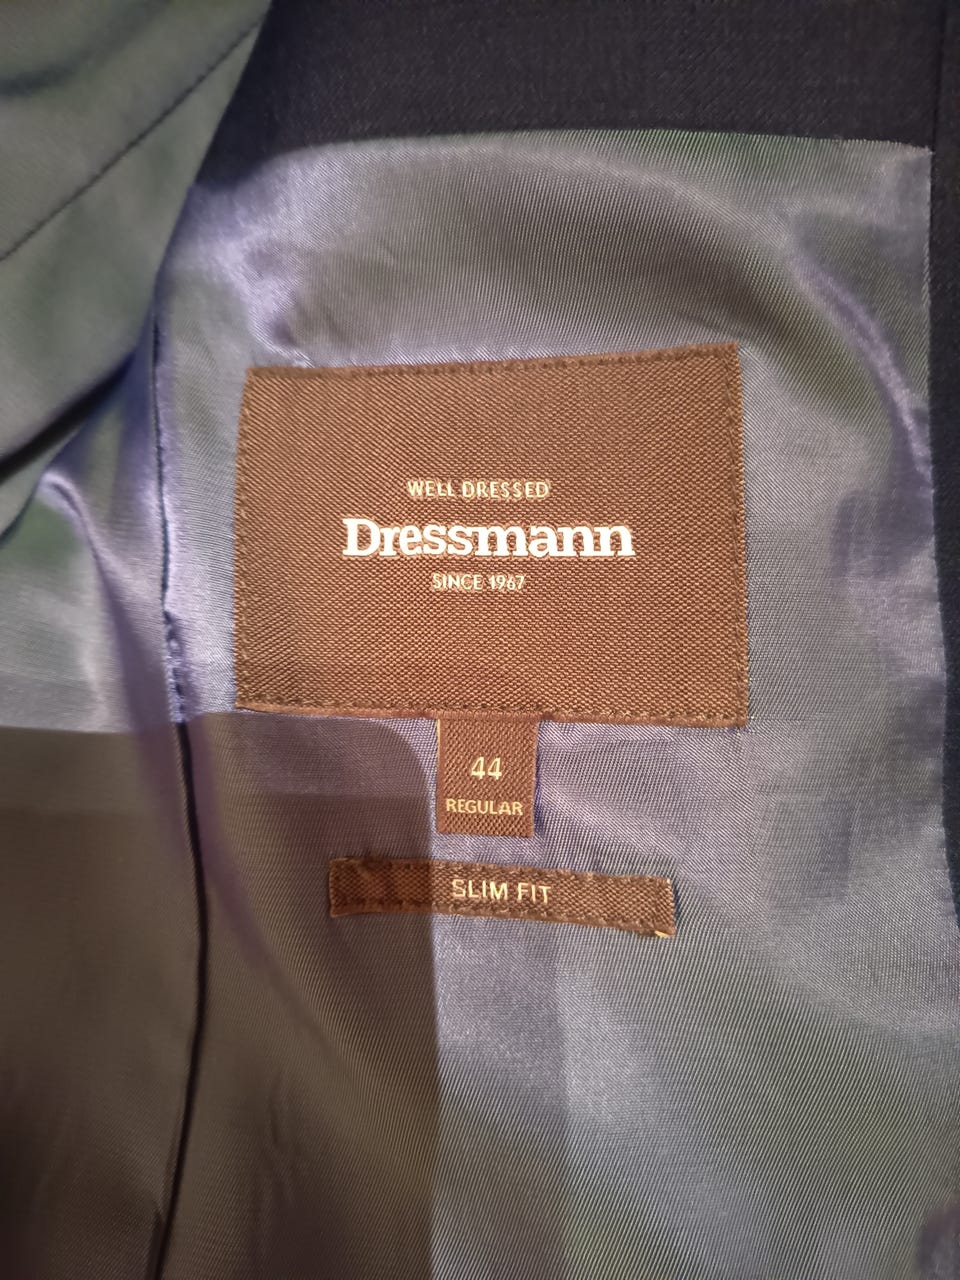 WELL DRESSED
Dressmann
SINCE 1967
44
REGULAR
SLIM FIT